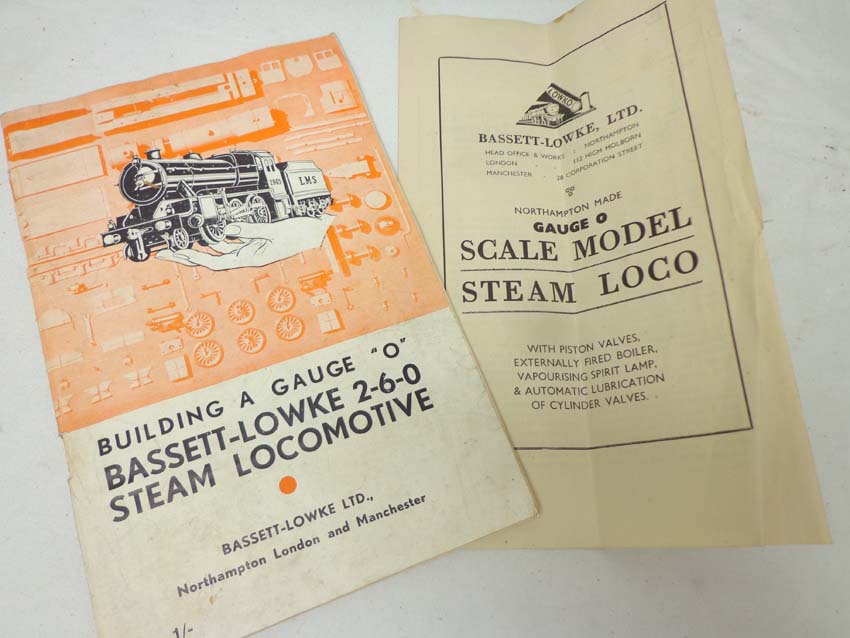 2945
LMS
BUILDING A GAUGE "O"
BASSETT-LOWKE 2-6-0
STEAM LOCOMOTIVE
BASSETT-LOWKE LTD.,
Northampton London and Manchester
1/-
LOWKO
BASSETT-LOWKE, LTD.
HEAD OFFICE & WORKS : NORTHAMPTON
LONDON . . 112 HIGH HOLBORN
MANCHESTER . 28 CORPORATION STREET
NORTHAMPTON MADE
GAUGE O
SCALE MODEL
STEAM LOCO
WITH PISTON VALVES,
EXTERNALLY FIRED BOILER,
VAPOURISING SPIRIT LAMP,
& AUTOMATIC LUBRICATION
OF CYLINDER VALVES.